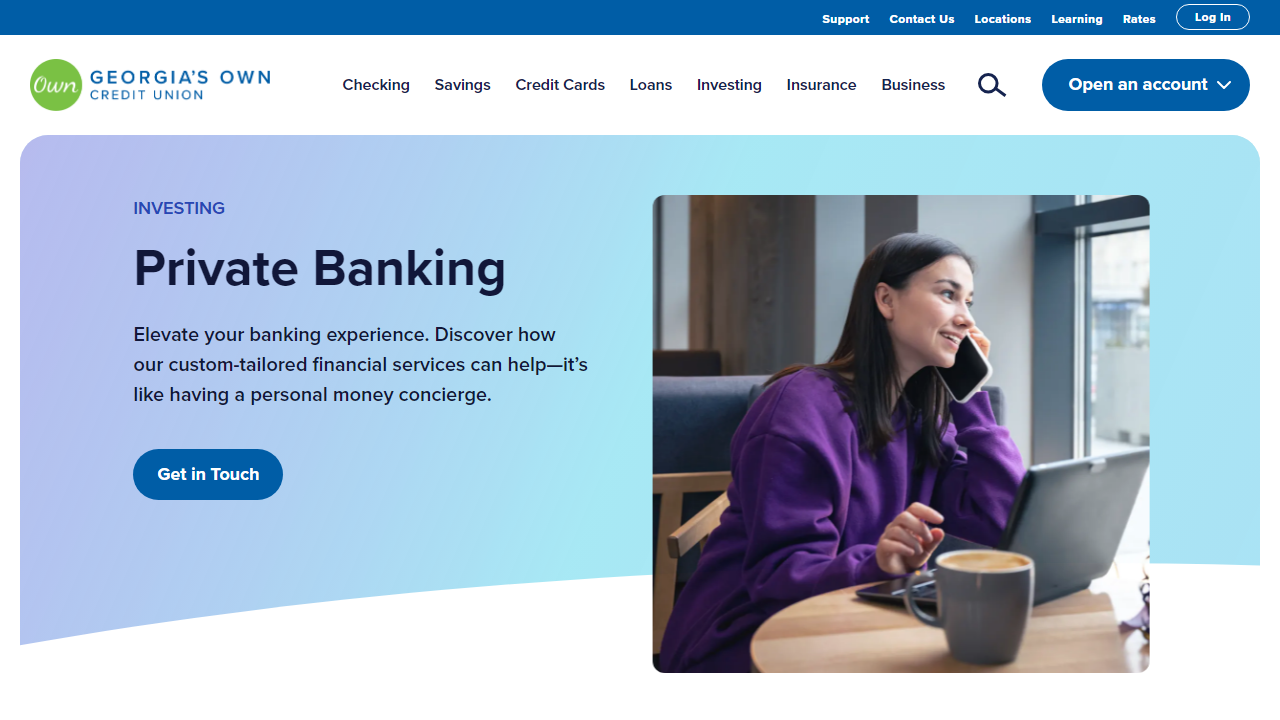 Support Contact Us Locations Learning Rates Log In
Own GEORGIA'S OWN
CREDIT UNION
Checking Savings Credit Cards Loans Investing Insurance Business Open an account
INVESTING
Private Banking
Elevate your banking experience. Discover how
our custom-tailored financial services can help—it's
like having a personal money concierge.
Get in Touch